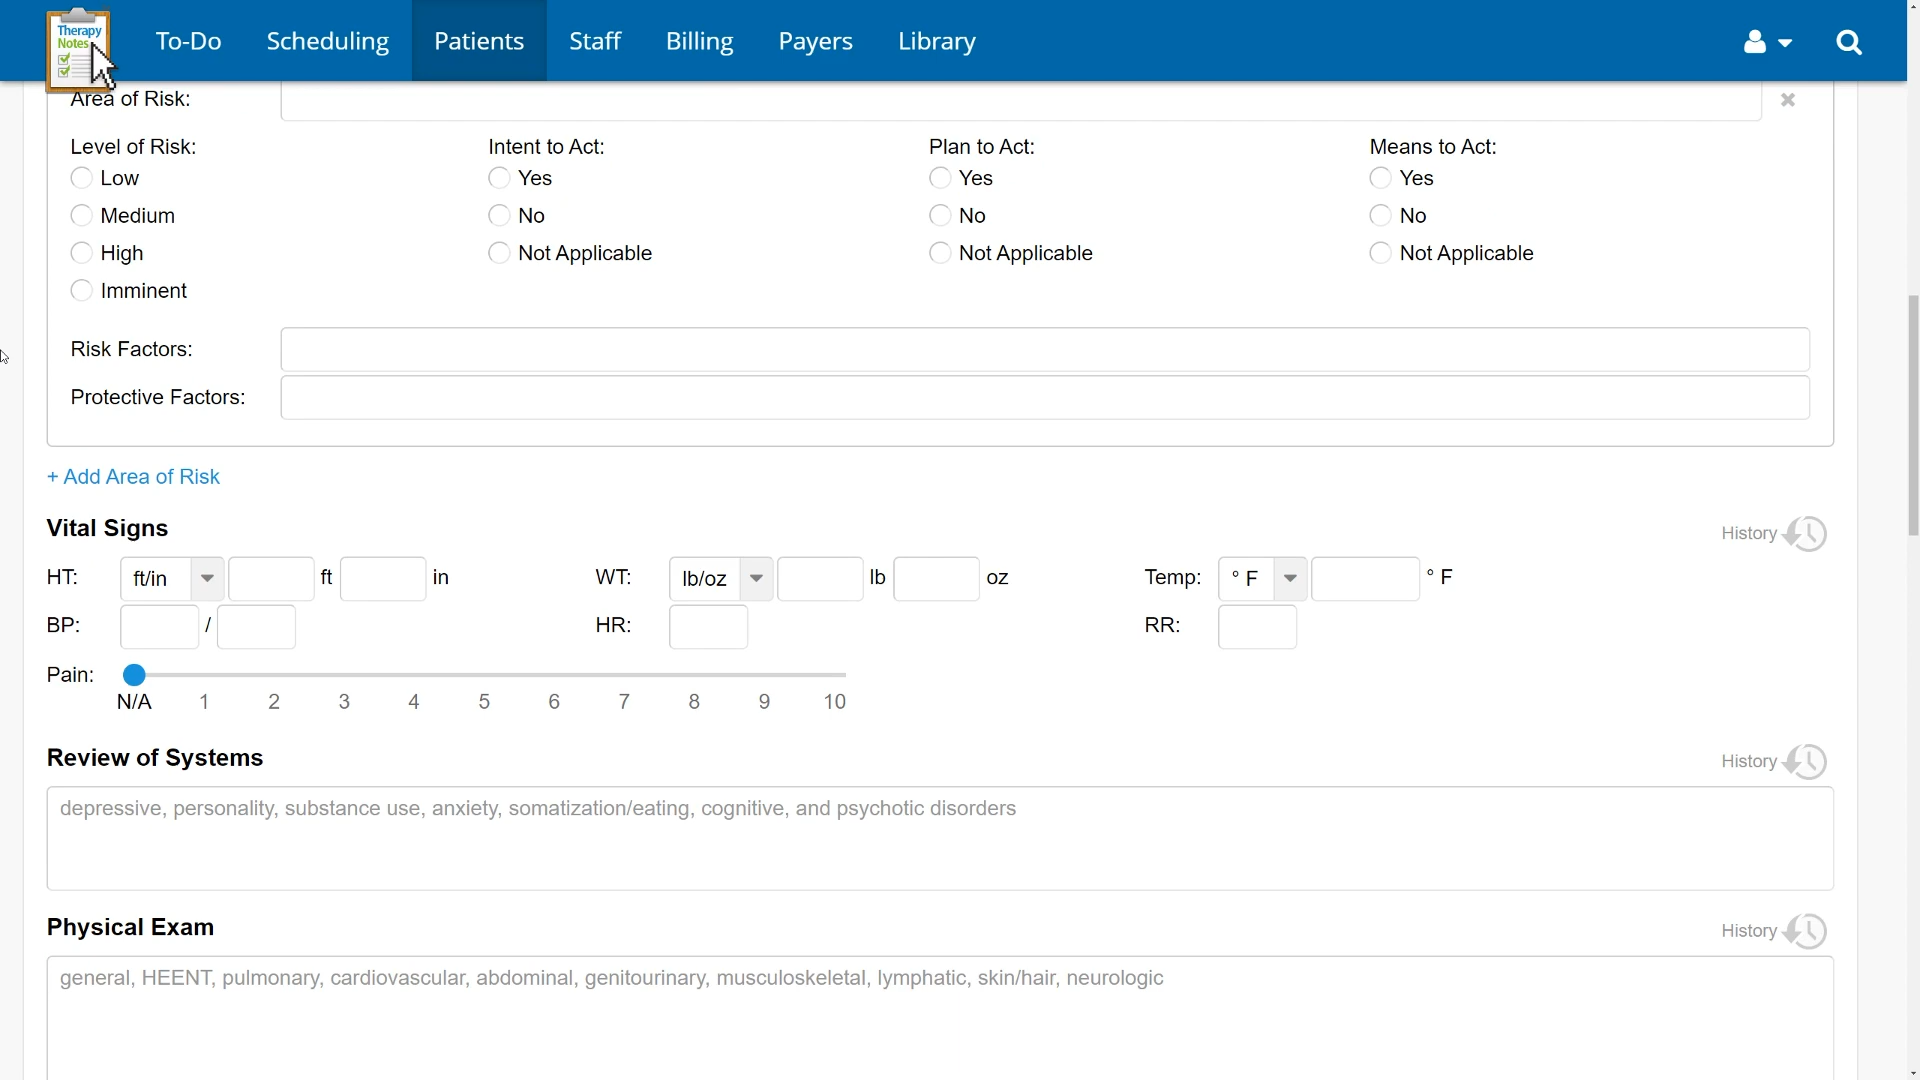 Therapy
Notes
To-Do Scheduling Patients Staff Billing Payers Library
Area of Risk:
Level of Risk: Intent to Act: Plan to Act: Means to Act:
Low Yes Yes Yes
Medium No No No
High Not Applicable Not Applicable Not Applicable
Imminent
Risk Factors:
Protective Factors:
+ Add Area of Risk
Vital Signs History
HT: ft/in ft in WT: lb/oz lb oz Temp: ° F ° F
BP: / HR: RR:
Pain:
N/A 1 2 3 4 5 6 7 8 9 10
Review of Systems History
depressive, personality, substance use, anxiety, somatization/eating, cognitive, and psychotic disorders
Physical Exam History
general, HEENT, pulmonary, cardiovascular, abdominal, genitourinary, musculoskeletal, lymphatic, skin/hair, neurologic